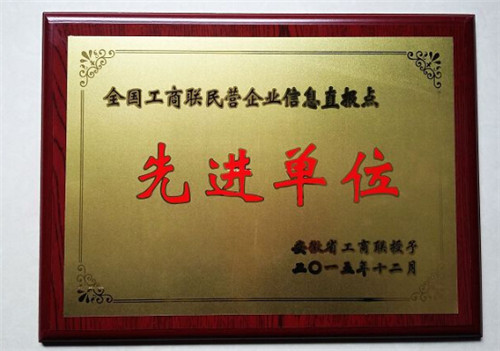 全国工商联民营企业信息直报点
先进单位
安徽省工商联授予
二〇一五年十二月